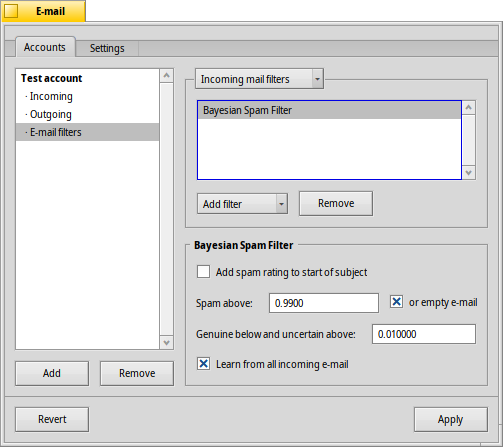 E-mail
Accounts
Settings
Test account
· Incoming
· Outgoing
· E-mail filters
Add
Remove
Incoming mail filters
Bayesian Spam Filter
Add filter
Remove
Bayesian Spam Filter
Add spam rating to start of subject
Spam above: 0.9900 or empty e-mail
Genuine below and uncertain above: 0.010000
Learn from all incoming e-mail
Revert
Apply